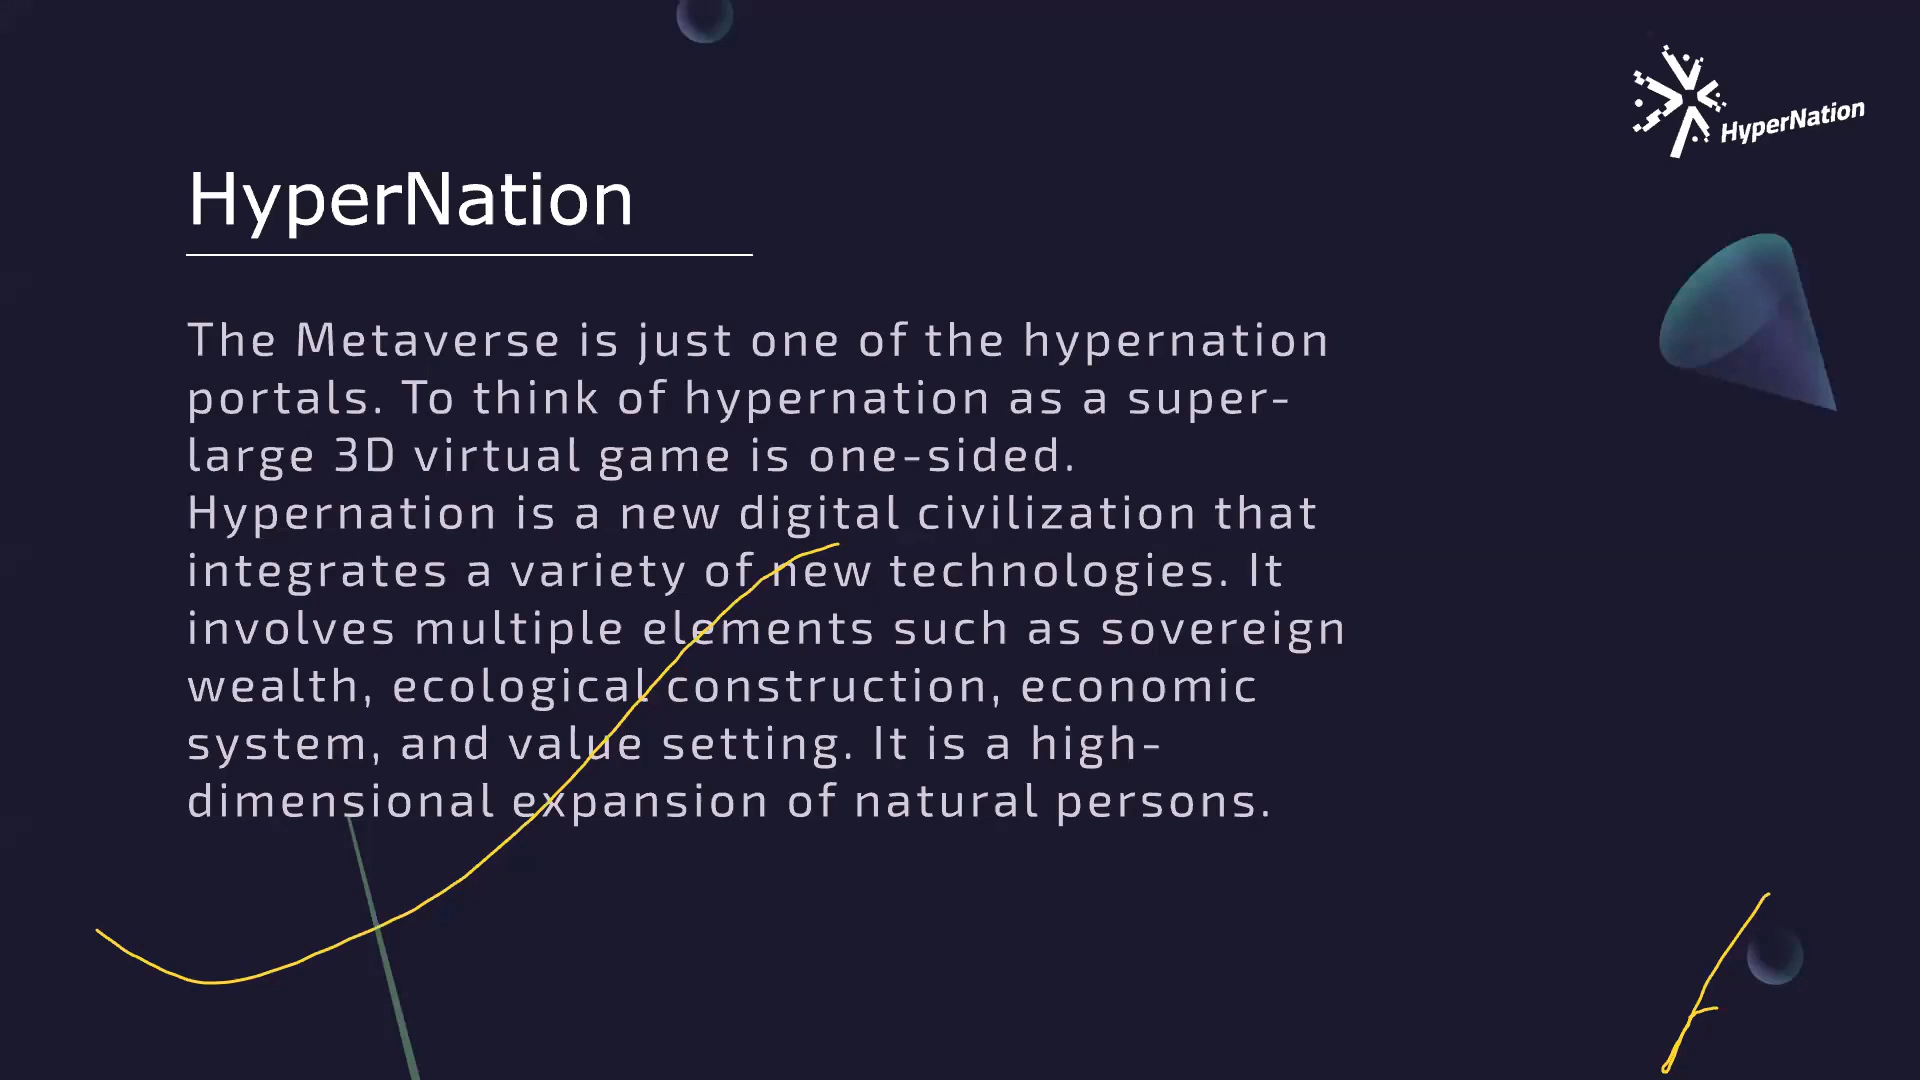 HyperNation
HyperNation
The Metaverse is just one of the hypernation
portals. To think of hypernation as a super-
large 3D virtual game is one-sided.
Hypernation is a new digital civilization that
integrates a variety of new technologies. It
involves multiple elements such as sovereign
wealth, ecological construction, economic
system, and value setting. It is a high-
dimensional expansion of natural persons.